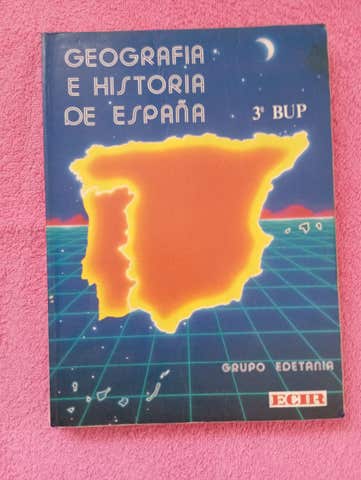 GEOGRAFIA
E HISTORIA
DE ESPAÑA
3º BUP
GRUPO EDETANIA
ECIR